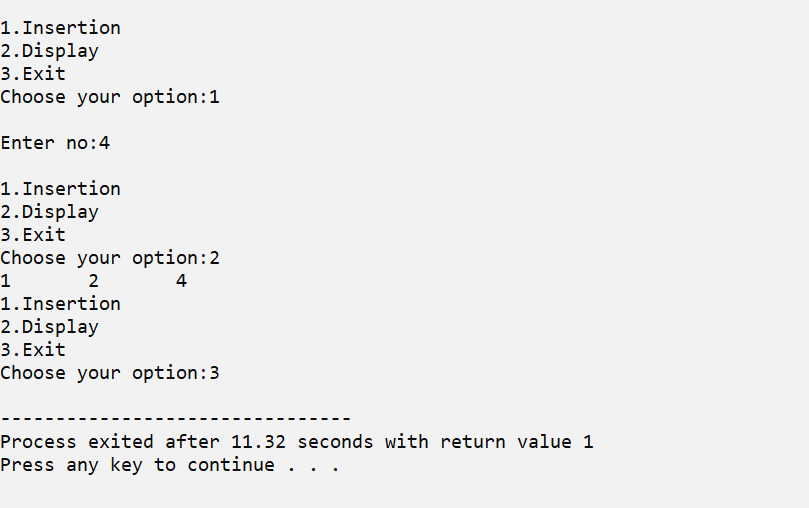 1.Insertion
2.Display
3.Exit
Choose your option:1
Enter no:4
1.Insertion
2.Display
3.Exit
Choose your option:2
1       2       4
1.Insertion
2.Display
3.Exit
Choose your option:3
--------------------------------
Process exited after 11.32 seconds with return value 1
Press any key to continue . . .